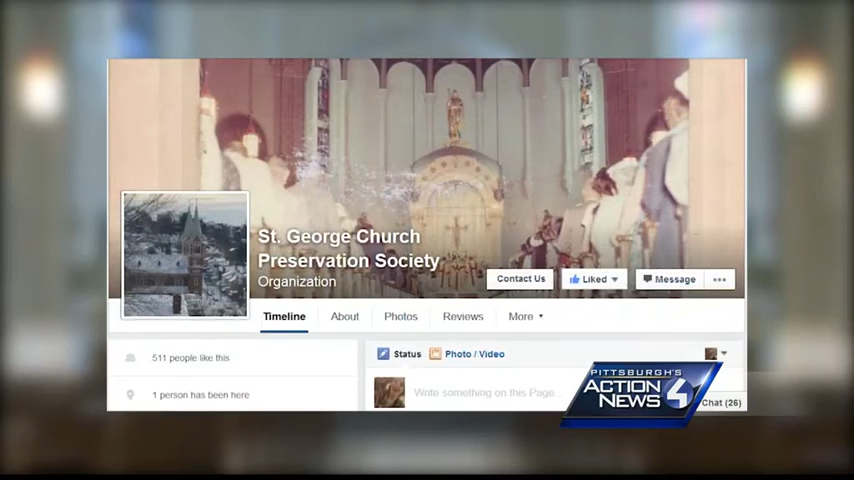 St. George Church
Preservation Society
Organization
Contact Us
Liked
Message
Timeline
About
Photos
Reviews
More
511 people like this
Status
Photo / Video
1 person has been here
Write something on this Page...
Chat (26)
PITTSBURGH'S
ACTION
NEWS 4